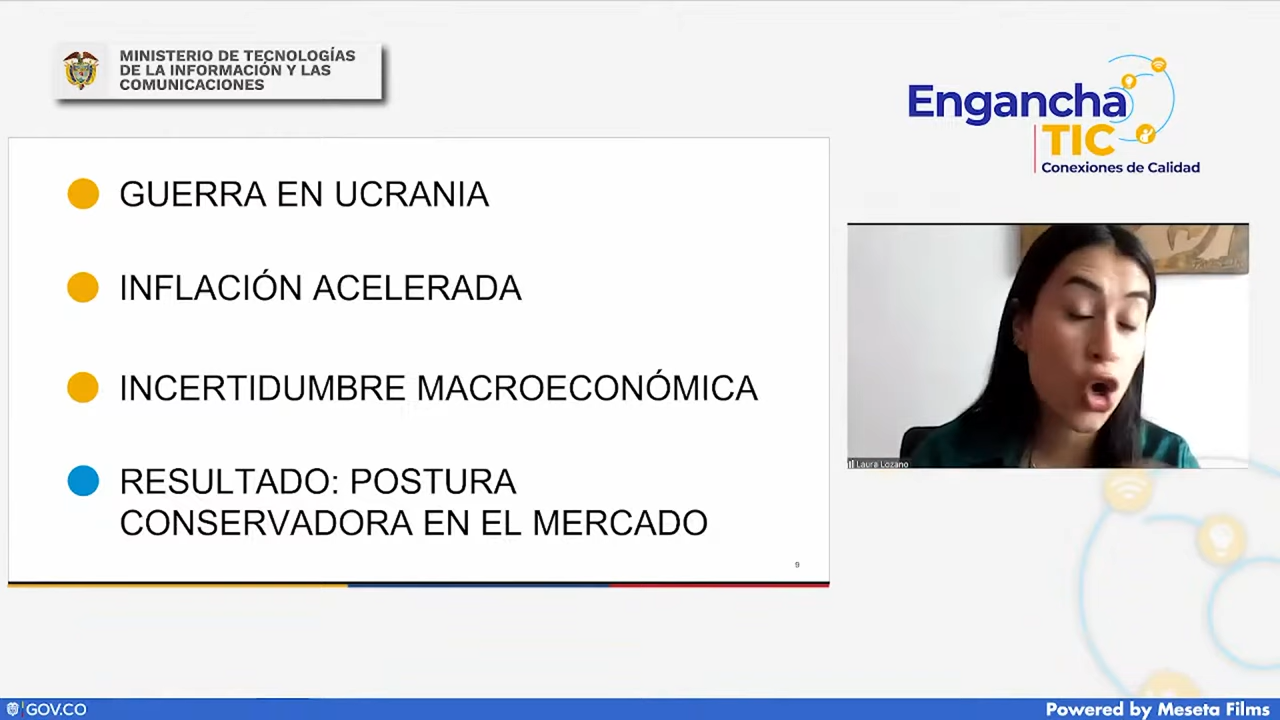 MINISTERIO DE TECNOLOGÍAS
DE LA INFORMACIÓN Y LAS
COMUNICACIONES
Engancha
TIC
Conexiones de Calidad
GUERRA EN UCRANIA
INFLACIÓN ACELERADA
INCERTIDUMBRE MACROECONÓMICA
RESULTADO: POSTURA
CONSERVADORA EN EL MERCADO
9
Laura Lozano
GOV.CO
Powered by Meseta Films